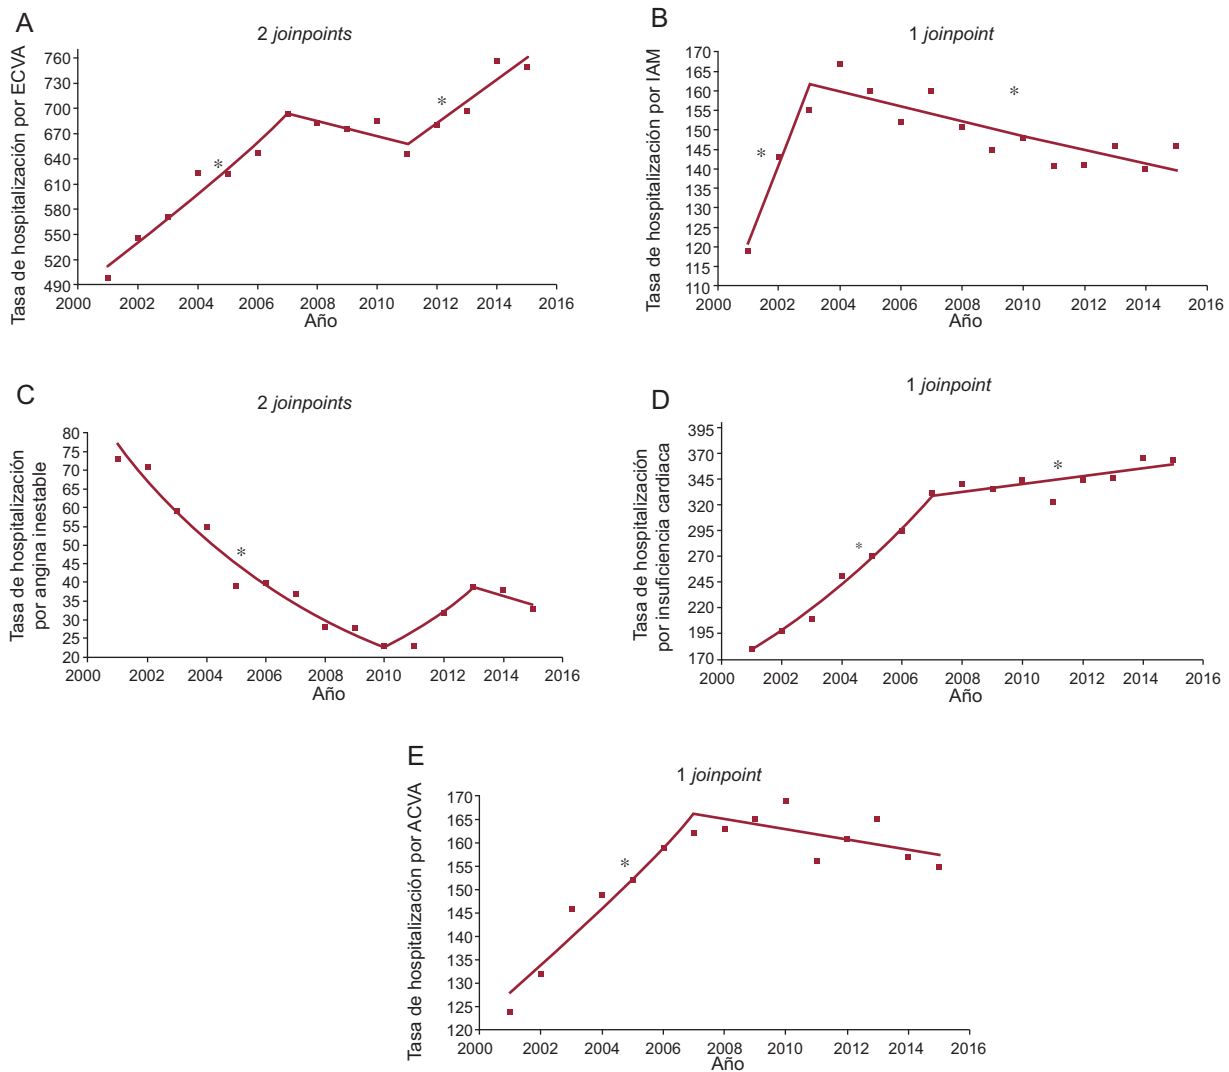 A
2 joinpoints
Tasa de hospitalización por ECVA
760
730
700
670
640
610
580
550
520
490
*
*
2000 2002 2004 2006 2008 2010 2012 2014 2016
Año
B
1 joinpoint
Tasa de hospitalización por IAM
170
165
160
155
150
145
140
135
130
125
120
115
110
*
*
2000 2002 2004 2006 2008 2010 2012 2014 2016
Año
C
2 joinpoints
Tasa de hospitalización
por angina inestable
80
75
70
65
60
55
50
45
40
35
30
25
20
*
2000 2002 2004 2006 2008 2010 2012 2014 2016
Año
D
1 joinpoint
Tasa de hospitalización
por insuficiencia cardiaca
395
370
345
320
295
270
245
220
195
170
*
*
2000 2002 2004 2006 2008 2010 2012 2014 2016
Año
E
1 joinpoint
Tasa de hospitalización por ACVA
170
165
160
155
150
145
140
135
130
125
120
*
2000 2002 2004 2006 2008 2010 2012 2014 2016
Año